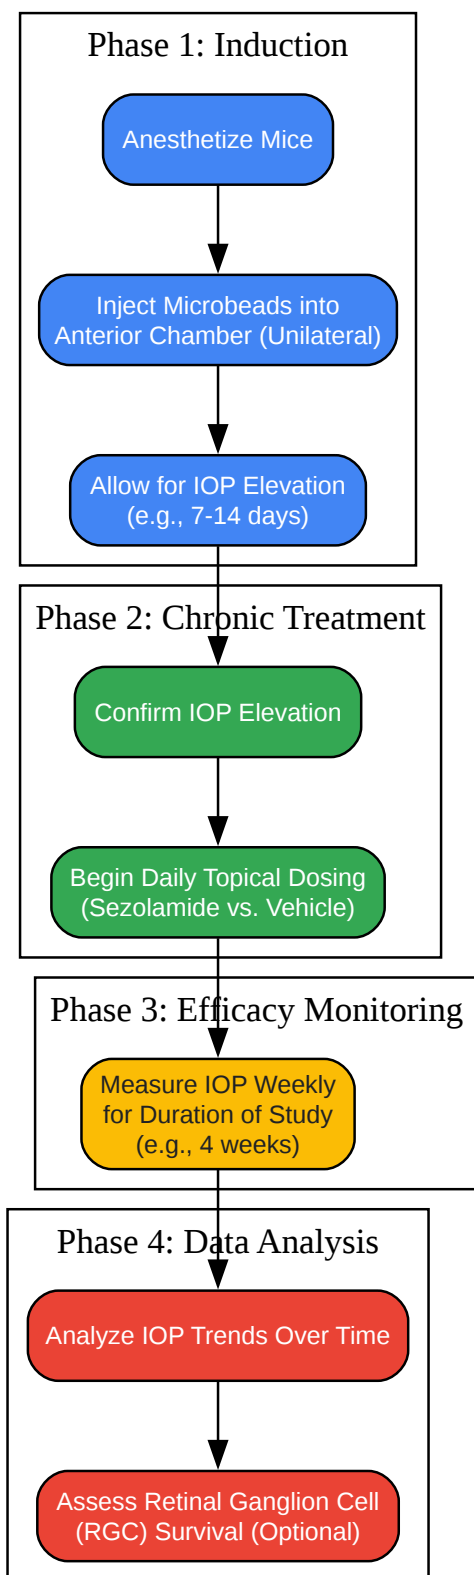 Phase 1: Induction
Anesthetize Mice
Inject Microbeads into
Anterior Chamber (Unilateral)
Allow for IOP Elevation
(e.g., 7-14 days)
Phase 2: Chronic Treatment
Confirm IOP Elevation
Begin Daily Topical Dosing
(Sezolamide vs. Vehicle)
Phase 3: Efficacy Monitoring
Measure IOP Weekly
for Duration of Study
(e.g., 4 weeks)
Phase 4: Data Analysis
Analyze IOP Trends Over Time
Assess Retinal Ganglion Cell
(RGC) Survival (Optional)